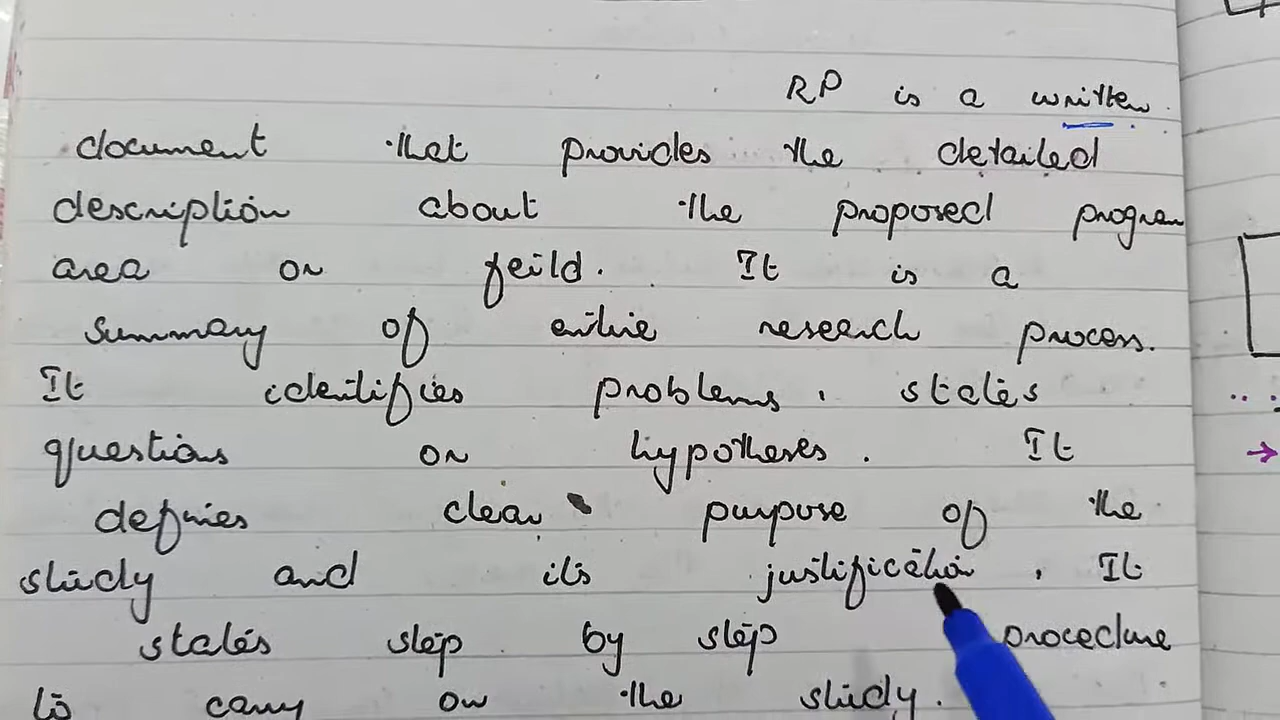 RP is a written
document that provides the detailed
description about the proposed program
area or feild. It is a
summary of entire research process.
It identifies problems, states
questions or hypotheses. It
defines clear purpose of the
study and its justification, It
states step by step procedure
to carry on the study.